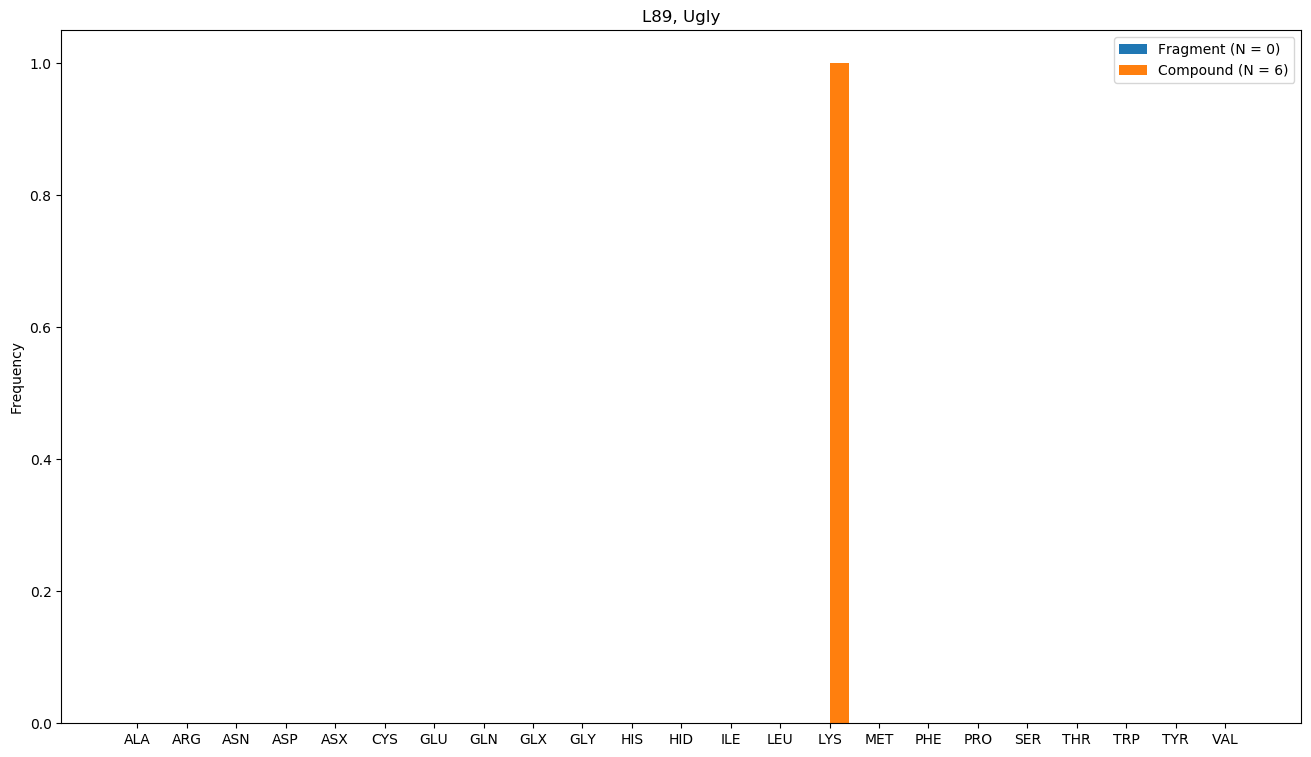 L89, Ugly
Fragment (N = 0)
Compound (N = 6)
Frequency
1.0
0.8
0.6
0.4
0.2
0.0
ALA ARG ASN ASP ASX CYS GLU GLN GLX GLY HIS HID ILE LEU LYS MET PHE PRO SER THR TRP TYR VAL